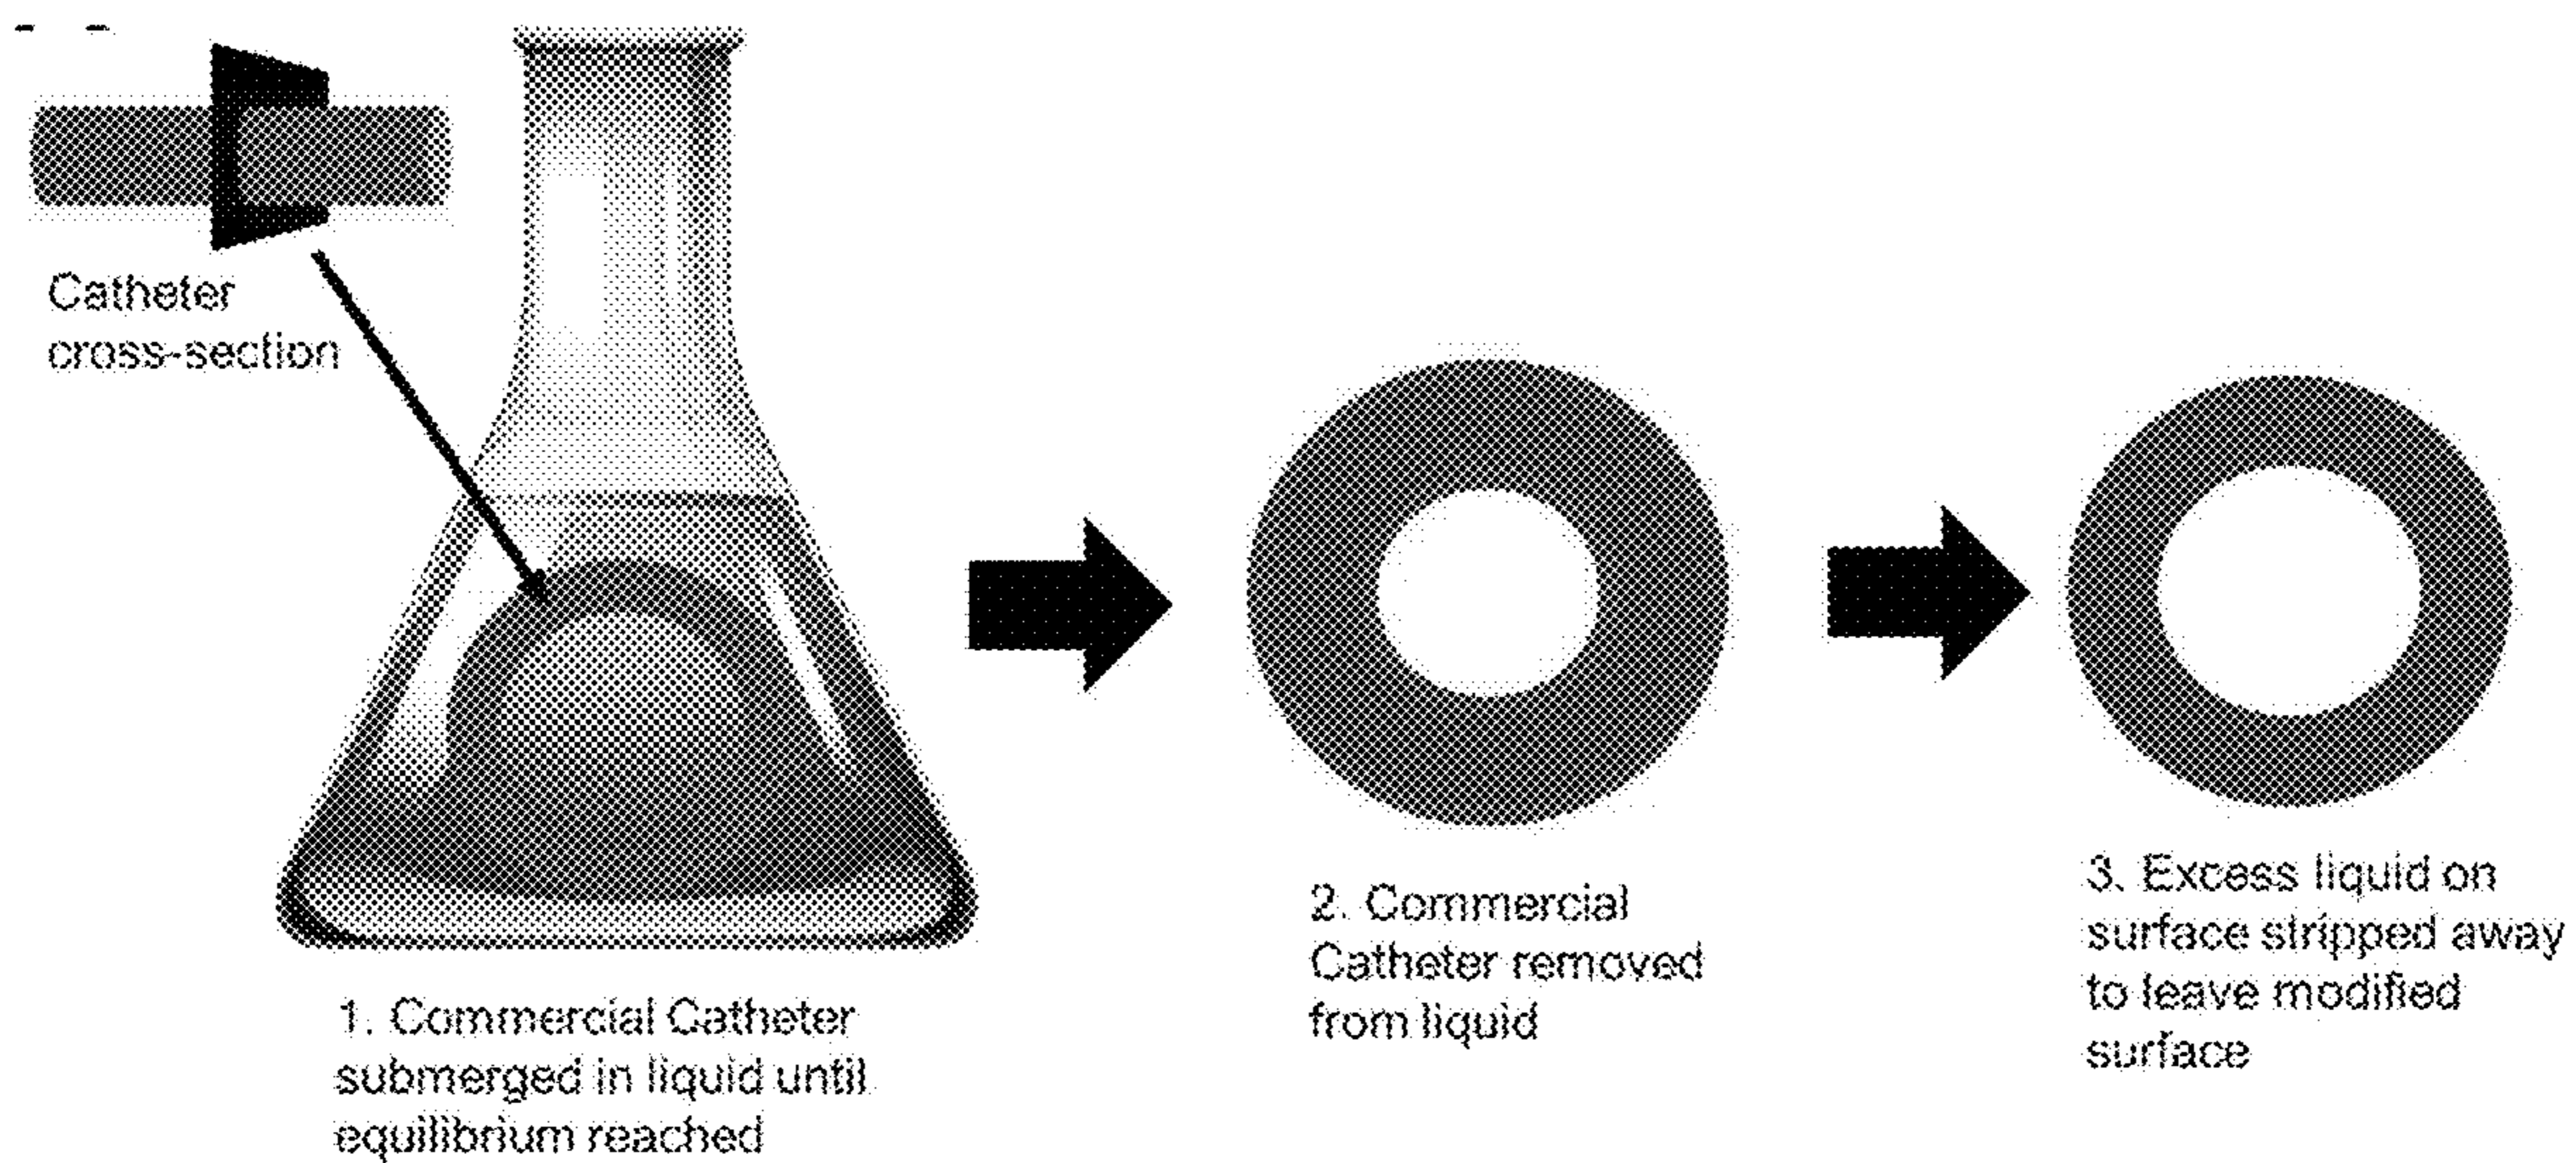 Catheter
cross-section
1. Commercial Catheter
submerged in liquid until
equilibrium reached
2. Commercial
Catheter removed
from liquid
3. Excess liquid on
surface stripped away
to leave modified
surface